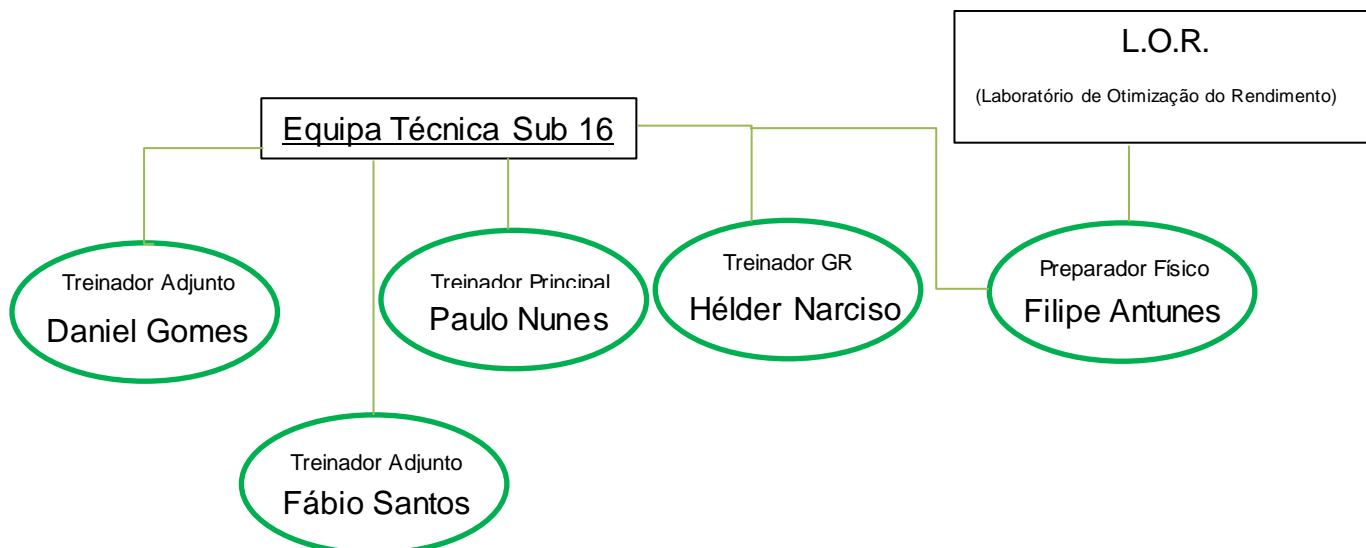 L.O.R.
(Laboratório de Otimização do Rendimento)
Equipa Técnica Sub 16
Treinador Adjunto
Daniel Gomes
Treinador Principal
Paulo Nunes
Treinador GR
Hélder Narciso
Preparador Físico
Filipe Antunes
Treinador Adjunto
Fábio Santos